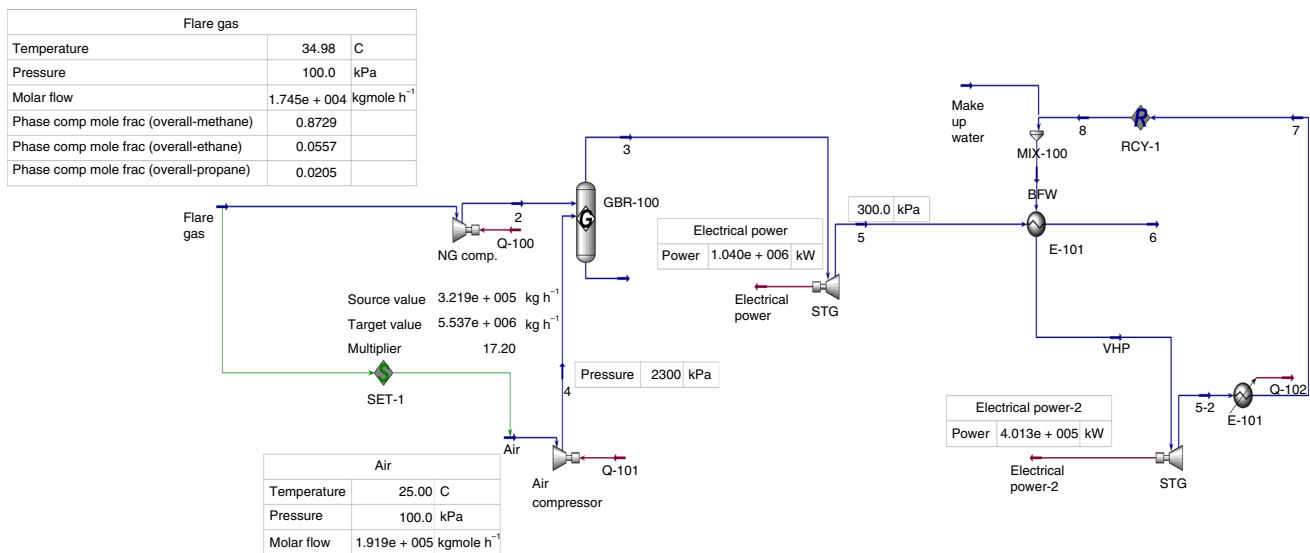 Flare gas
Temperature 34.98 C
Pressure 100.0 kPa
Molar flow 1.745e + 004 kgmole h⁻¹
Phase comp mole frac (overall-methane) 0.8729
Phase comp mole frac (overall-ethane) 0.0557
Phase comp mole frac (overall-propane) 0.0205
Flare
gas
2
Q-100
NG comp.
3
G
GBR-100
Source value 3.219e + 005 kg h⁻¹
Target value 5.537e + 006 kg h⁻¹
Multiplier 17.20
S
SET-1
Air
4
Pressure 2300 kPa
Q-101
Air
compressor
Air
Temperature 25.00 C
Pressure 100.0 kPa
Molar flow 1.919e + 005 kgmole h⁻¹
Electrical power
Power 1.040e + 006 kW
Electrical
power
STG
300.0 kPa
5
Make
up
water
MIX-100
8
R
RCY-1
7
BFW
E-101
6
VHP
Electrical power-2
Power 4.013e + 005 kW
Electrical
power-2
STG
5-2
E-101
Q-102